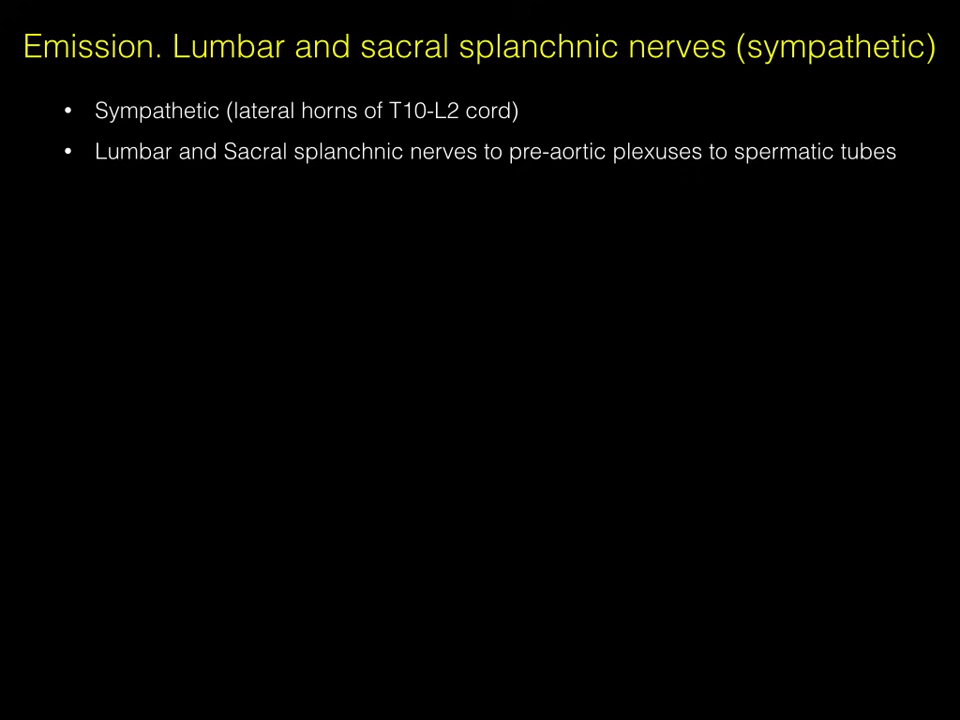 Emission. Lumbar and sacral splanchnic nerves (sympathetic)
• Sympathetic (lateral horns of T10-L2 cord)
• Lumbar and Sacral splanchnic nerves to pre-aortic plexuses to spermatic tubes